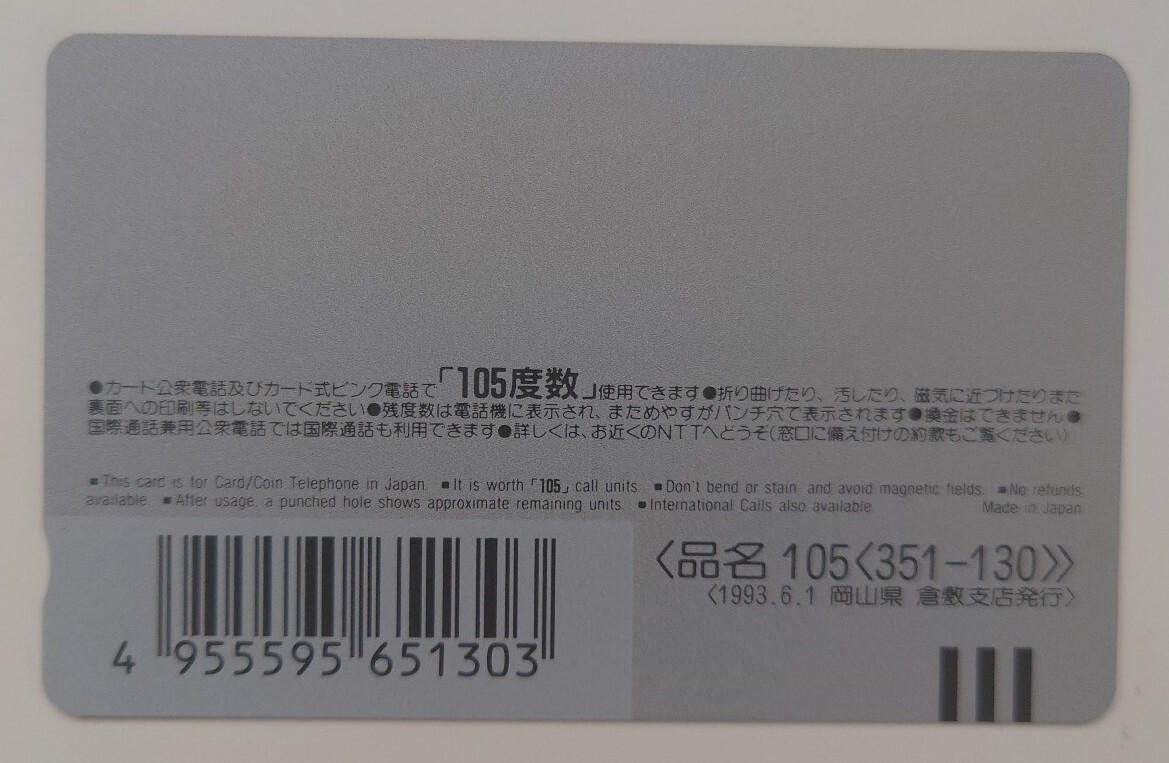 ●カード公衆電話及びカード式ピンク電話で「105度数」使用できます●折り曲げたり、汚したり、磁気に近づけたりまた
裏面への印刷等はしないでください●残度数は電話機に表示され、まためやすがパンチ穴で表示されます●換金はできません●
国際通話兼用公衆電話では国際通話も利用できます●詳しくは、お近くのNTTへどうぞ(窓口に備え付けの約款もご覧ください)
■This card is for Card/Coin Telephone in Japan. ■It is worth「105」call units. ■Don't bend or stain, and avoid magnetic fields. ■No refunds
available. ■After usage, a punched hole shows approximate remaining units. ■International Calls also available. Made in Japan
〈品名 105〈351-130〉〉
〈1993.6.1 岡山県 倉敷支店発行〉
4 955595 651303